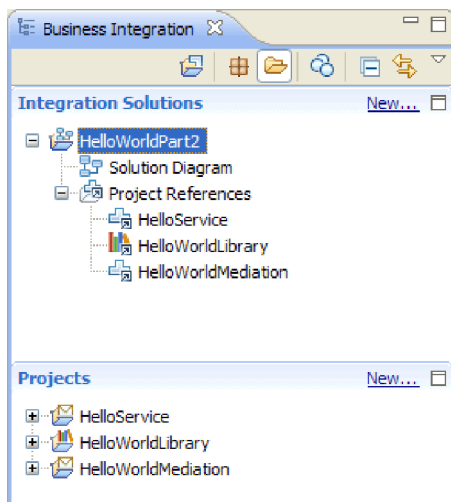 Business Integration
Integration Solutions New...
HelloWorldPart2
Solution Diagram
Project References
HelloService
HelloWorldLibrary
HelloWorldMediation
Projects New...
HelloService
HelloWorldLibrary
HelloWorldMediation